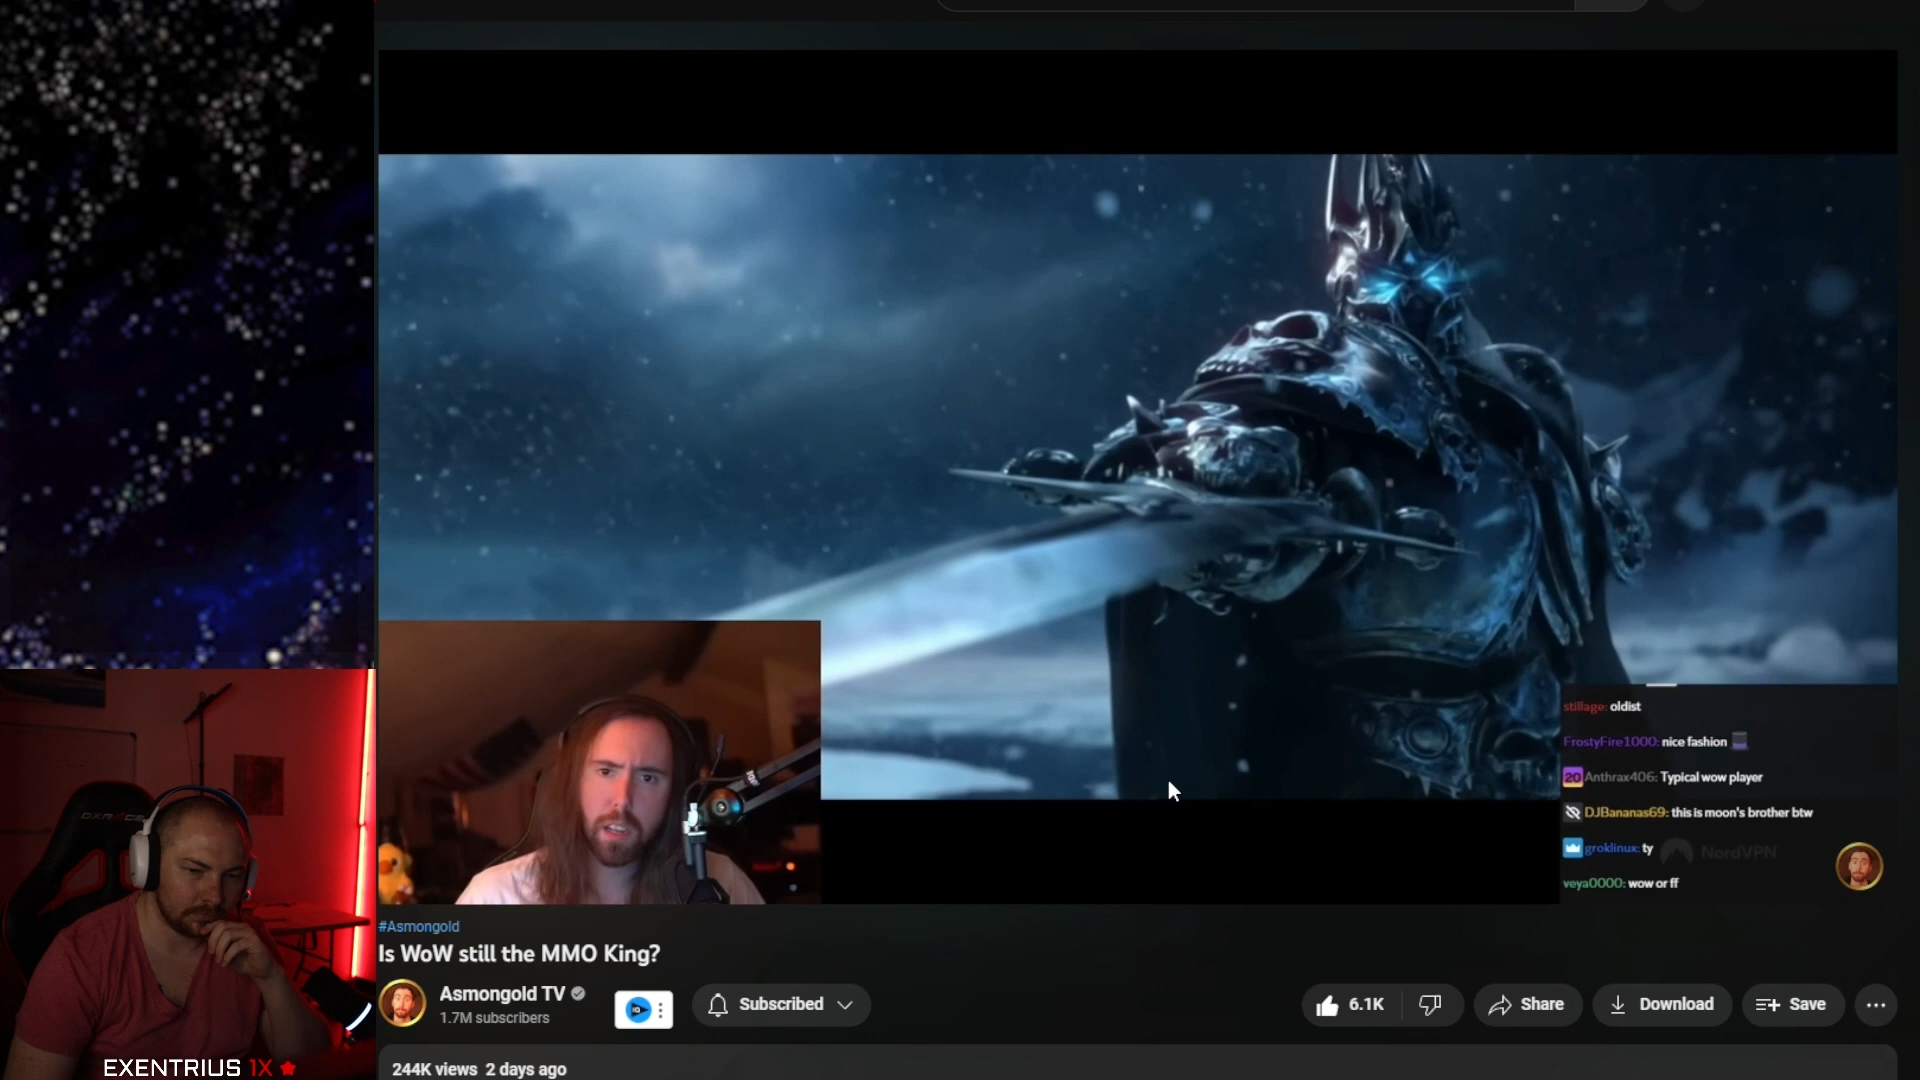 stillage: oldist
FrostyFire1000: nice fashion
20 Anthrax406: Typical wow player
DJBananas69: this is moon's brother btw
groklinux: ty
NordVPN
veya0000: wow or ff
#Asmongold
Is WoW still the MMO King?
Asmongold TV
1.7M subscribers
Subscribed
6.1K
Share
Download
Save
244K views 2 days ago
EXENTRIUS 1X